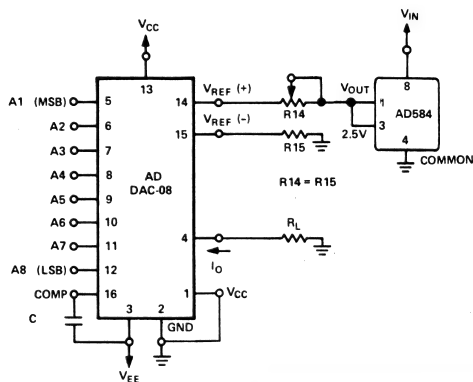 VCC
VIN
13
8
A1 (MSB) 5
14 VREF (+)
R14
VOUT
1
AD584
3
2.5V
A2 6
15 VREF (-)
R15
4
COMMON
A3 7
A4 8
AD
DAC-08
R14 = R15
A5 9
A6 10
A7 11
4
RL
IO
A8 (LSB) 12
COMP 16
1
VCC
C
3
2
GND
VEE